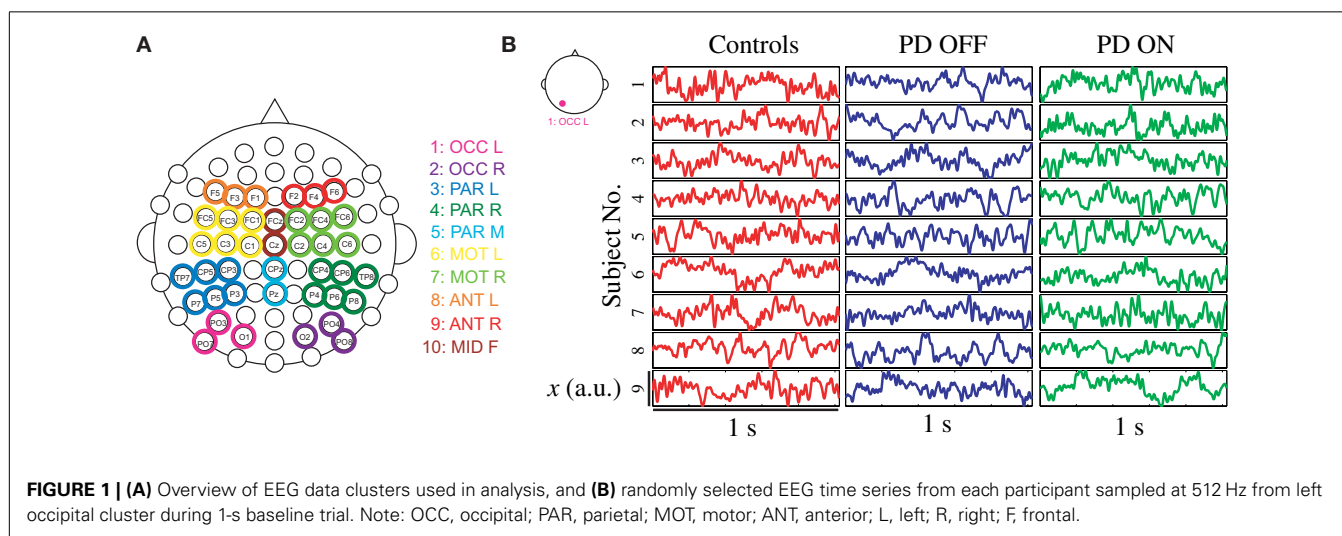 A
B
Controls PD OFF PD ON
1: OCC L
1: OCC L
2: OCC R
3: PAR L
4: PAR R
5: PAR M
6: MOT L
7: MOT R
8: ANT L
9: ANT R
10: MID F
F5 F3 F1 F2 F4 F6
FC5 FC3 FC1 FCz FC2 FC4 FC6
C5 C3 C1 Cz C2 C4 C6
TP7 CP5 CP3 CPz CP4 CP6 TP8
P7 P5 P3 Pz P4 P6 P8
PO3 PO4
PO7 O1 O2 PO8
Subject No.
1
2
3
4
5
6
7
8
9
x (a.u.)
1 s 1 s 1 s
FIGURE 1 | (A) Overview of EEG data clusters used in analysis, and (B) randomly selected EEG time series from each participant sampled at 512 Hz from left
occipital cluster during 1-s baseline trial. Note: OCC, occipital; PAR, parietal; MOT, motor; ANT, anterior; L, left; R, right; F, frontal.